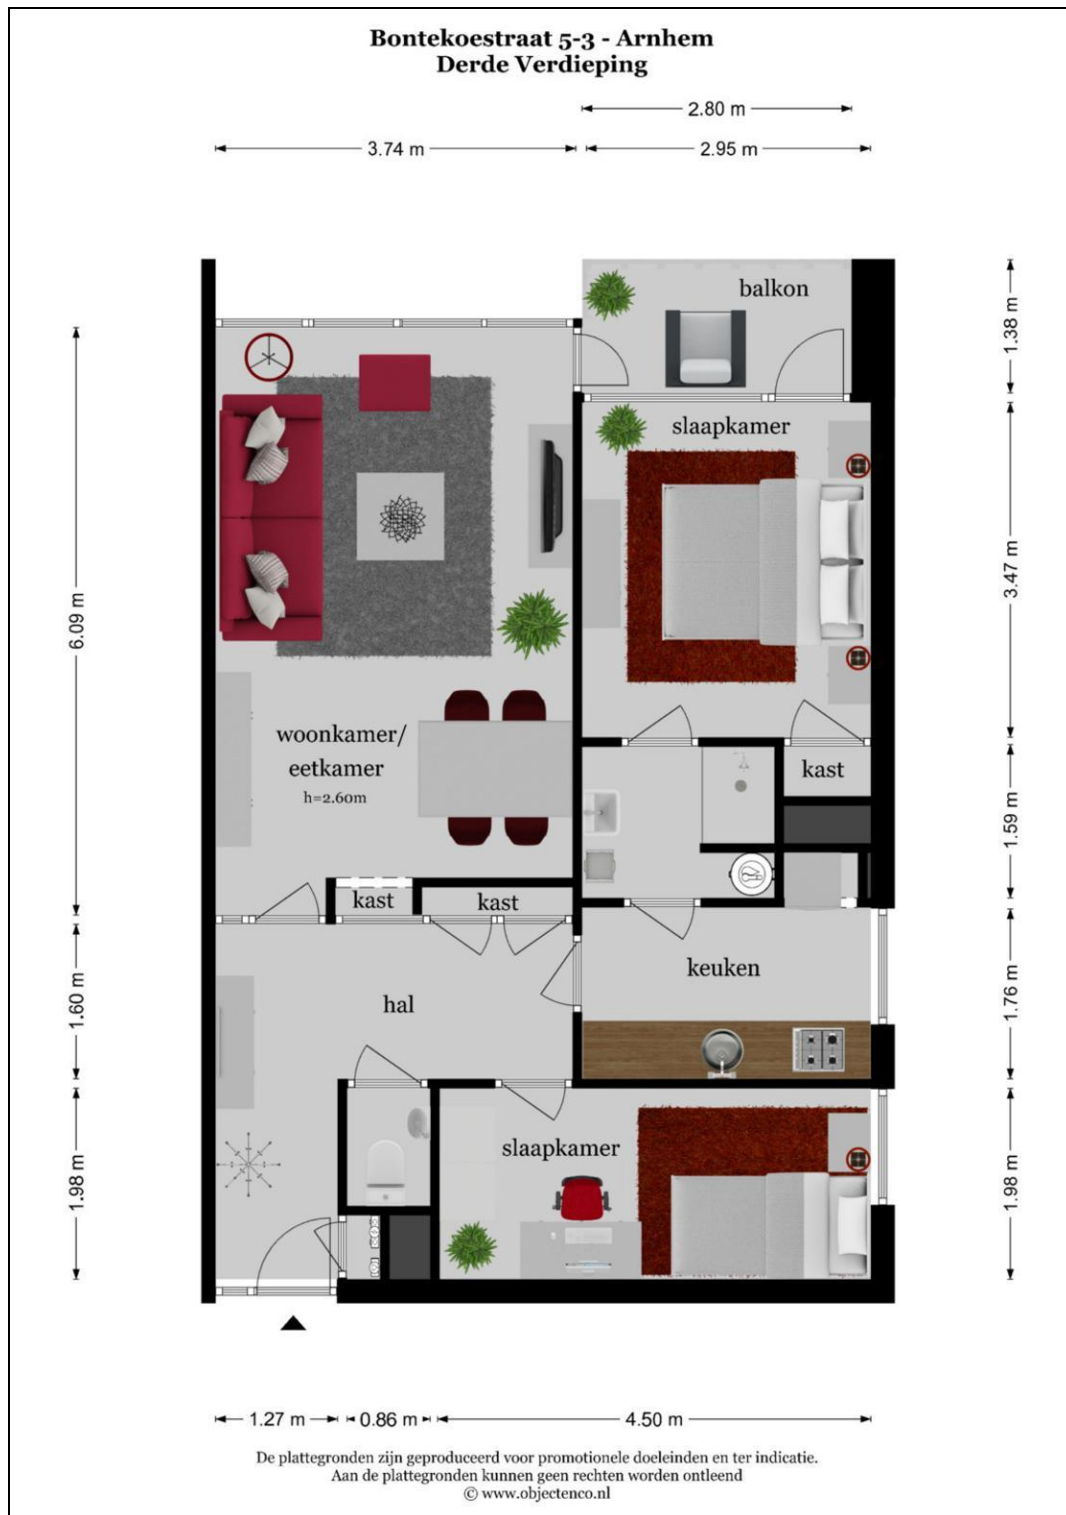 Bontekoestraat 5-3 - Arnhem
Derde Verdieping
2.80 m
3.74 m
2.95 m
balkon
1.38 m
slaapkamer
3.47 m
6.09 m
woonkamer/
eetkamer
h=2.60m
kast
1.59 m
kast
kast
keuken
1.76 m
hal
1.60 m
slaapkamer
1.98 m
1.98 m
1.27 m
0.86 m
4.50 m
De plattegronden zijn geproduceerd voor promotionele doeleinden en ter indicatie.
Aan de plattegronden kunnen geen rechten worden ontleend
© www.objectenco.nl